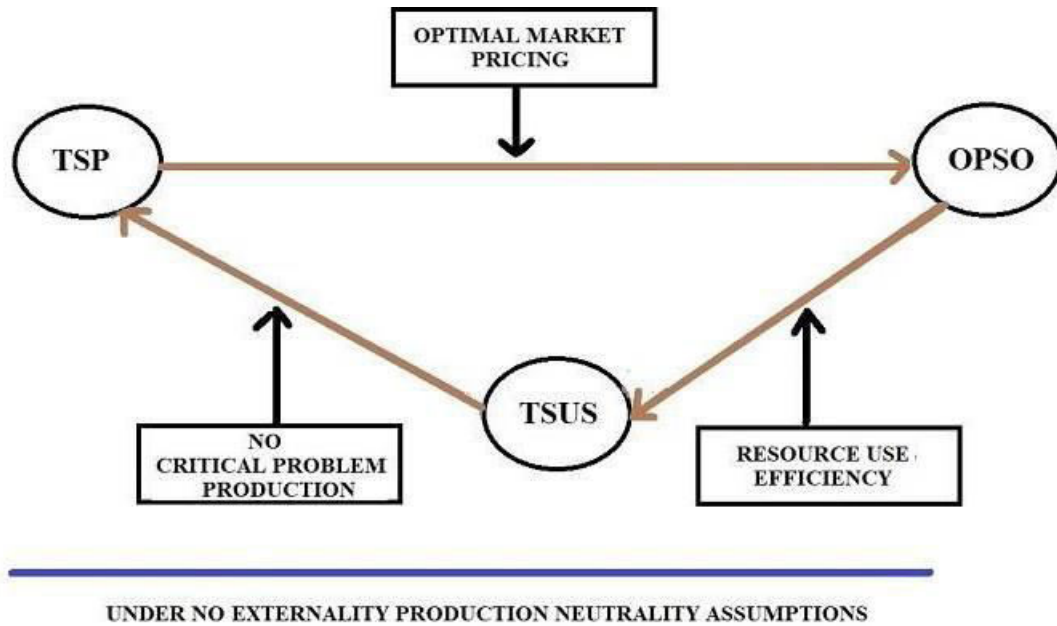 OPTIMAL MARKET
PRICING
TSP
OPSO
TSUS
NO
CRITICAL PROBLEM
PRODUCTION
RESOURCE USE
EFFICIENCY
UNDER NO EXTERNALITY PRODUCTION NEUTRALITY ASSUMPTIONS